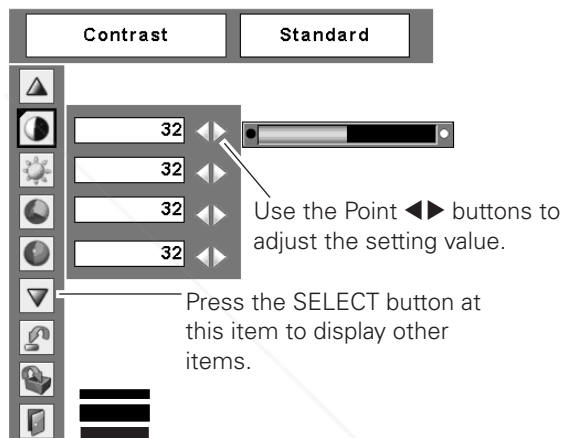 Contrast Standard
32
32
32
32
Use the Point ◀▶ buttons to
adjust the setting value.
Press the SELECT button at
this item to display other
items.